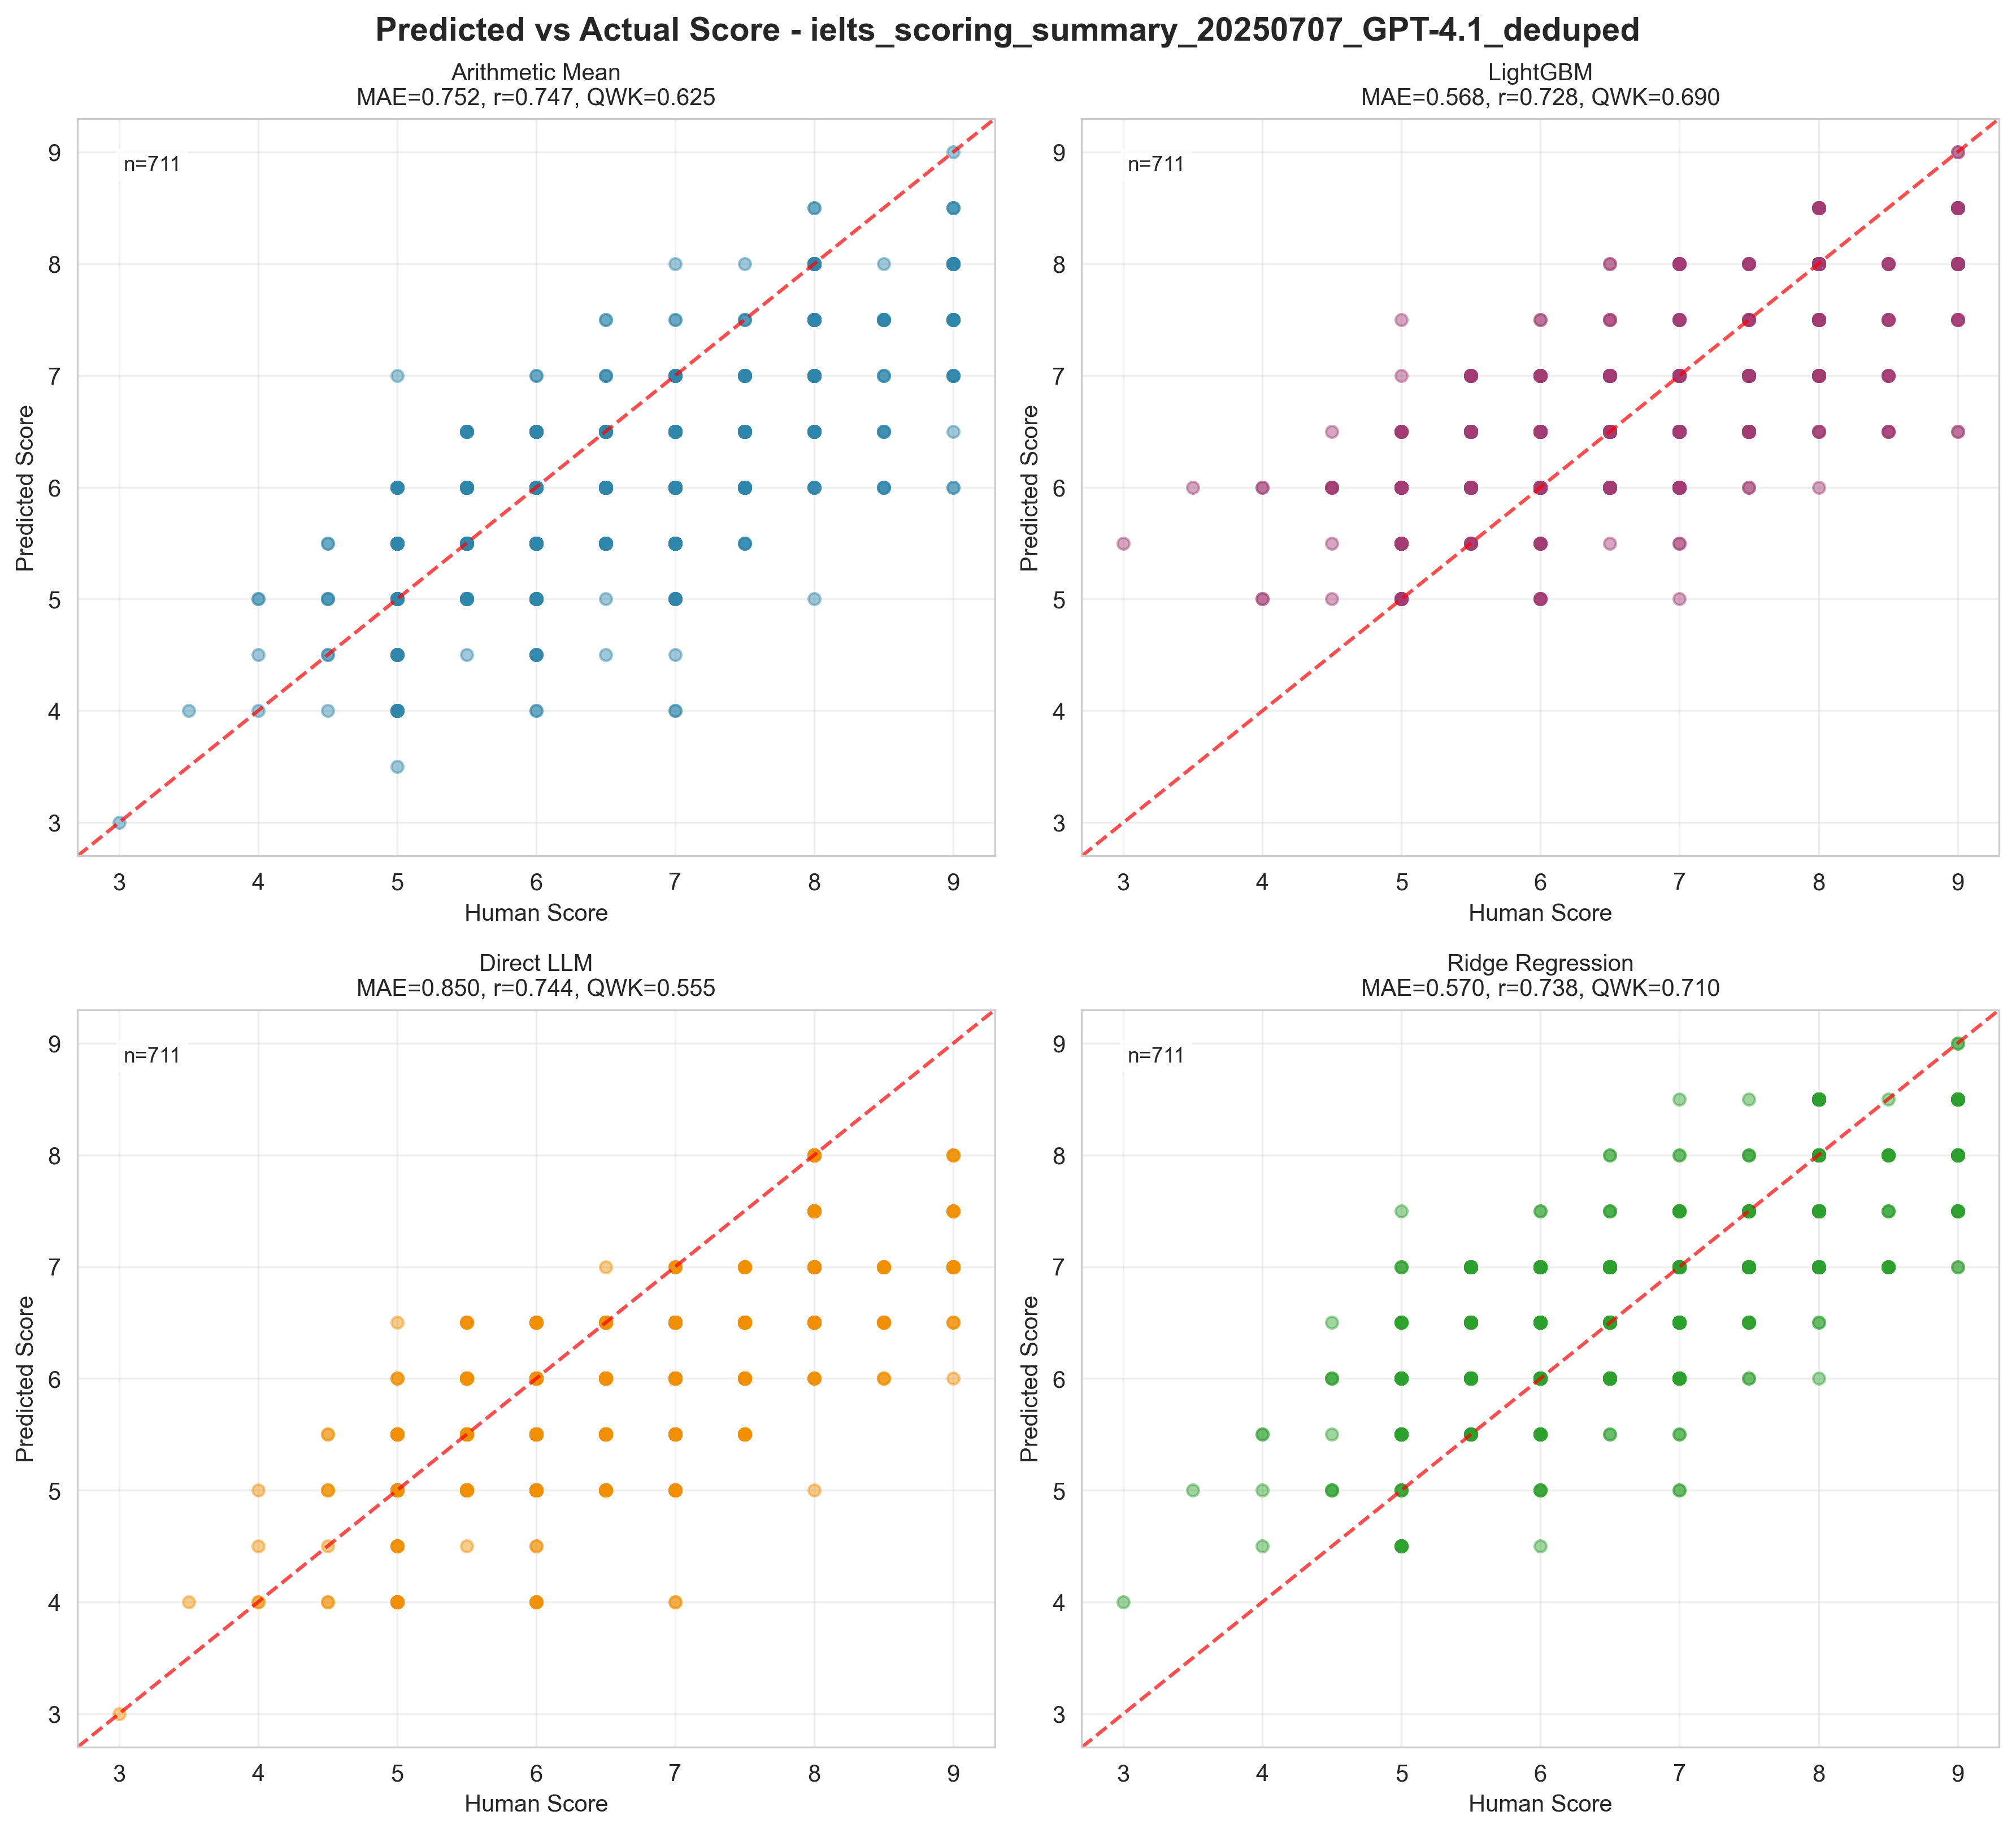 Predicted vs Actual Score - ielts_scoring_summary_20250707_GPT-4.1_deduped
Arithmetic Mean
MAE=0.752, r=0.747, QWK=0.625
n=711
9
8
7
6
5
4
3
Predicted Score
3 4 5 6 7 8 9
Human Score
LightGBM
MAE=0.568, r=0.728, QWK=0.690
n=711
9
8
7
6
5
4
3
Predicted Score
3 4 5 6 7 8 9
Human Score
Direct LLM
MAE=0.850, r=0.744, QWK=0.555
n=711
9
8
7
6
5
4
3
Predicted Score
3 4 5 6 7 8 9
Human Score
Ridge Regression
MAE=0.570, r=0.738, QWK=0.710
n=711
9
8
7
6
5
4
3
Predicted Score
3 4 5 6 7 8 9
Human Score